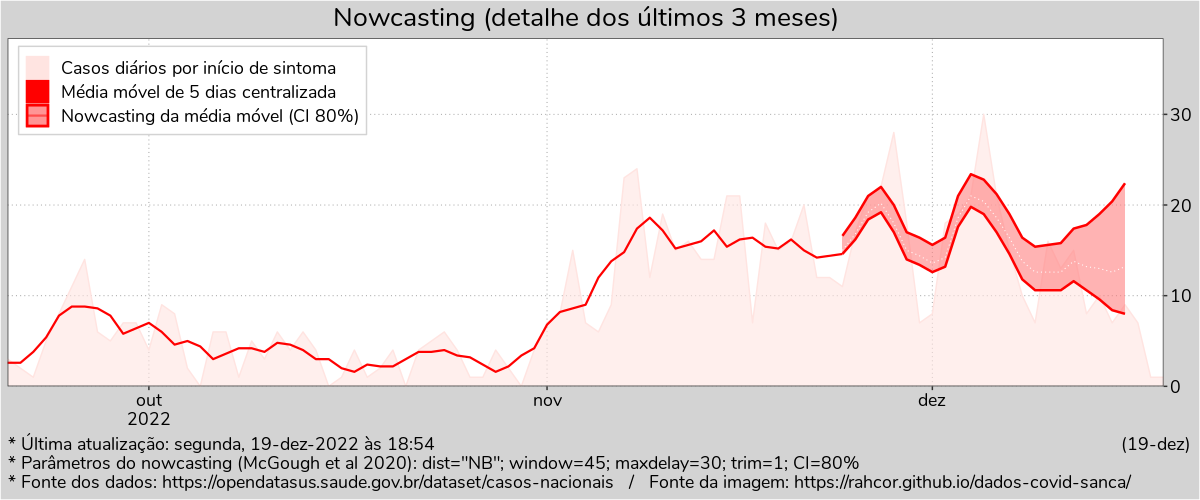 Nowcasting (detalhe dos últimos 3 meses)
Casos diários por início de sintoma
Média móvel de 5 dias centralizada
Nowcasting da média móvel (CI 80%)
30
20
10
0
out
2022
nov
dez
* Última atualização: segunda, 19-dez-2022 às 18:54
(19-dez)
* Parâmetros do nowcasting (McGough et al 2020): dist="NB"; window=45; maxdelay=30; trim=1; CI=80%
* Fonte dos dados: https://opendatasus.saude.gov.br/dataset/casos-nacionais / Fonte da imagem: https://rahcor.github.io/dados-covid-sanca/